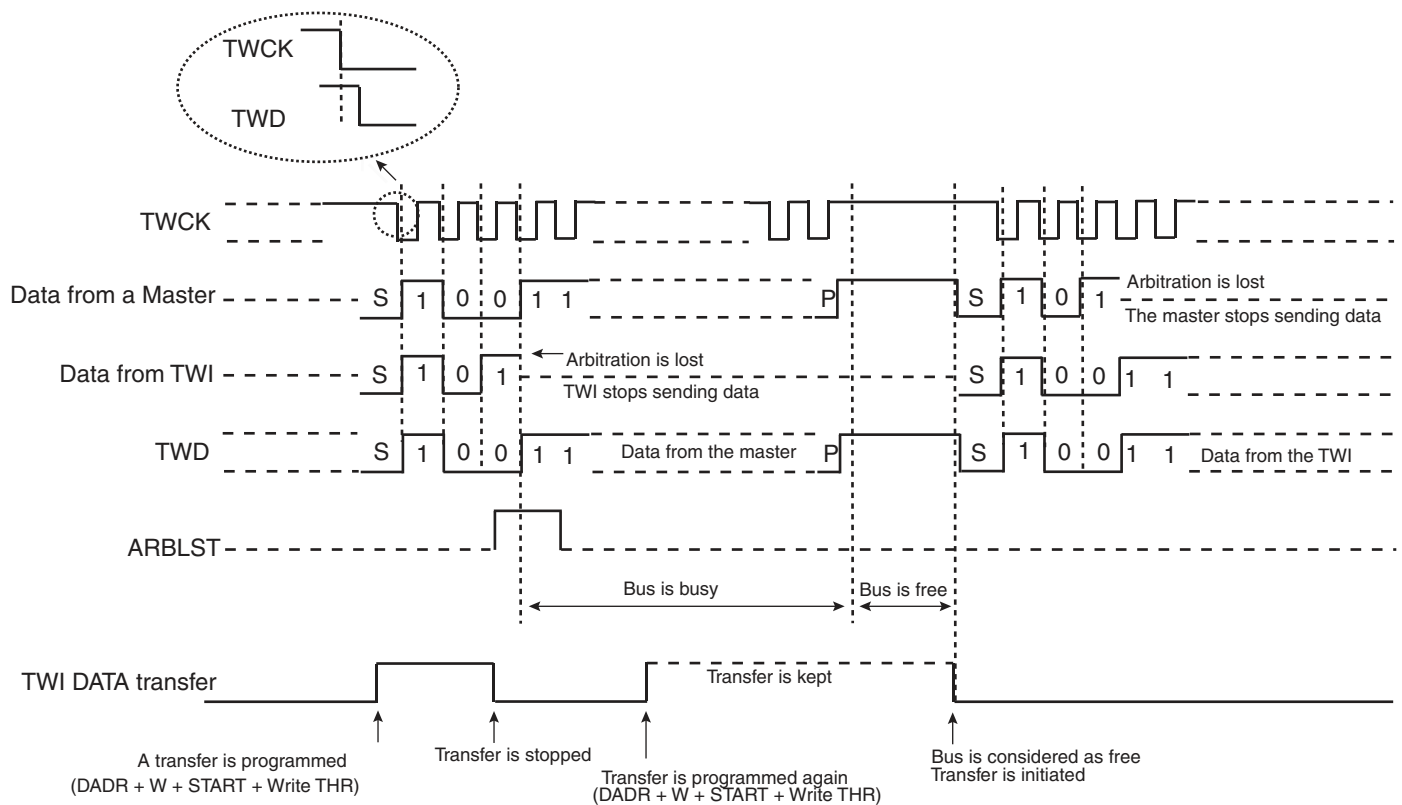 TWCK
TWD
TWCK
Data from a Master S 1 0 0 1 1 P S 1 0 1 Arbitration is lost
The master stops sending data
Data from TWI S 1 0 1 Arbitration is lost S 1 0 0 1 1
TWI stops sending data
TWD S 1 0 0 1 1 Data from the master P S 1 0 0 1 1 Data from the TWI
ARBLST
Bus is busy Bus is free
TWI DATA transfer Transfer is kept
A transfer is programmed
(DADR + W + START + Write THR)
Transfer is stopped
Transfer is programmed again
(DADR + W + START + Write THR)
Bus is considered as free
Transfer is initiated